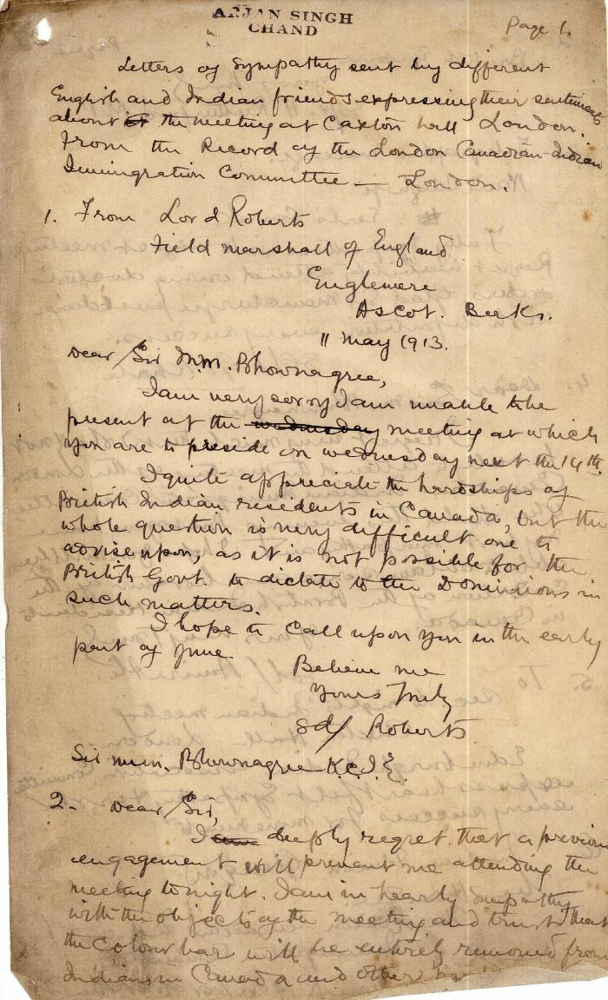 ARJAN SINGH
CHAND
Page 1.
Letters of Sympathy sent by different
English and Indian friends expressing their sentiments
about the meeting at Caxton hall London.
From the Record of the London Canadian-Indian
Immigration Committee — London.
1. From Lord Roberts
Field marshall of England
Englemere
Ascot. Berks.
11 May 1913.
Dear Sir M.M. Bhownagree,
I am very sorry I am unable to be
present at the wednesday meeting at which
you are to preside on wednesday next the 14th.
I quite appreciate the hardships of
British Indian residents in Canada, but the
whole question is very difficult one to
advise upon, as it is not possible for the
British Govt. to dictate to the Dominions in
such matters.
I hope to call upon you in the early
part of June.
Believe me
Yours Truly
Sd/ Roberts
Sir M.M. Bhownagree K.C.I.E.
2. Dear Sir,
I am deeply regret that a previous
engagement will prevent me attending the
meeting tonight. I am in hearty sympathy
with the objects of the meeting and trust that
the colour bar will be entirely removed from
Indians in Canada and other